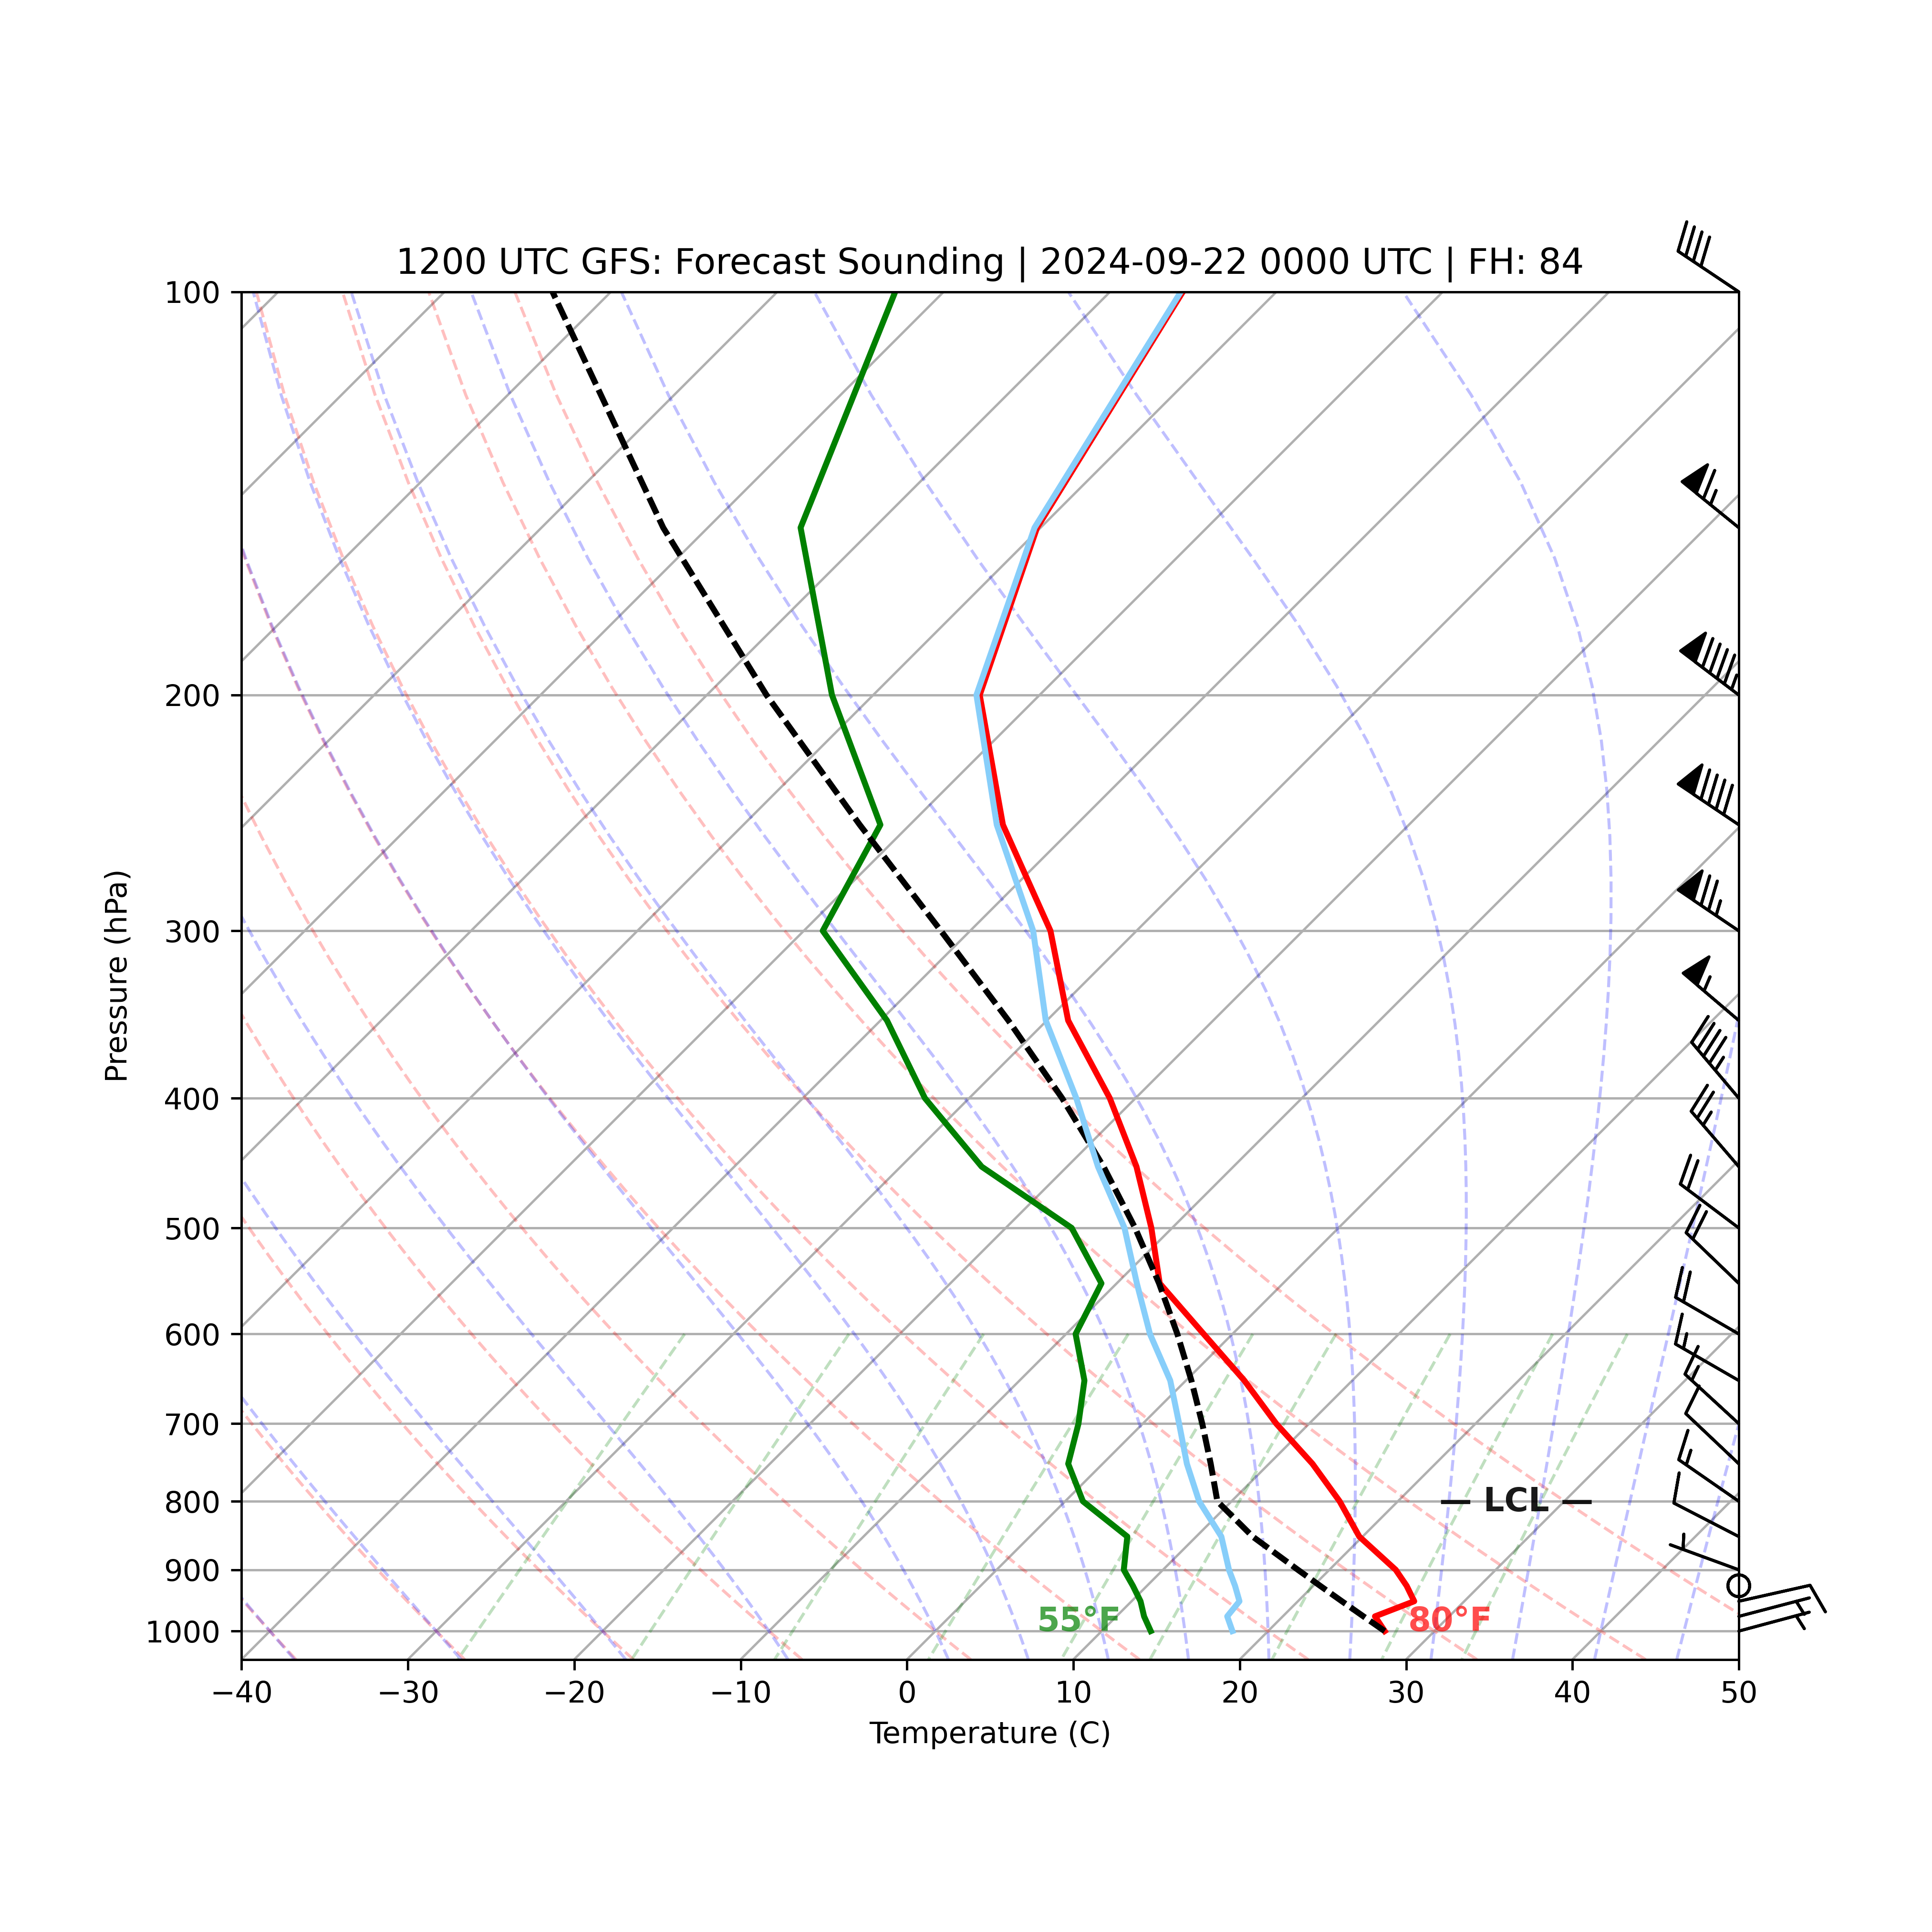 1200 UTC GFS: Forecast Sounding | 2024-09-22 0000 UTC | FH: 84
100
200
300
400
500
600
700
800
900
1000
Pressure (hPa)
— LCL —
55°F
80°F
−40 −30 −20 −10 0 10 20 30 40 50
Temperature (C)